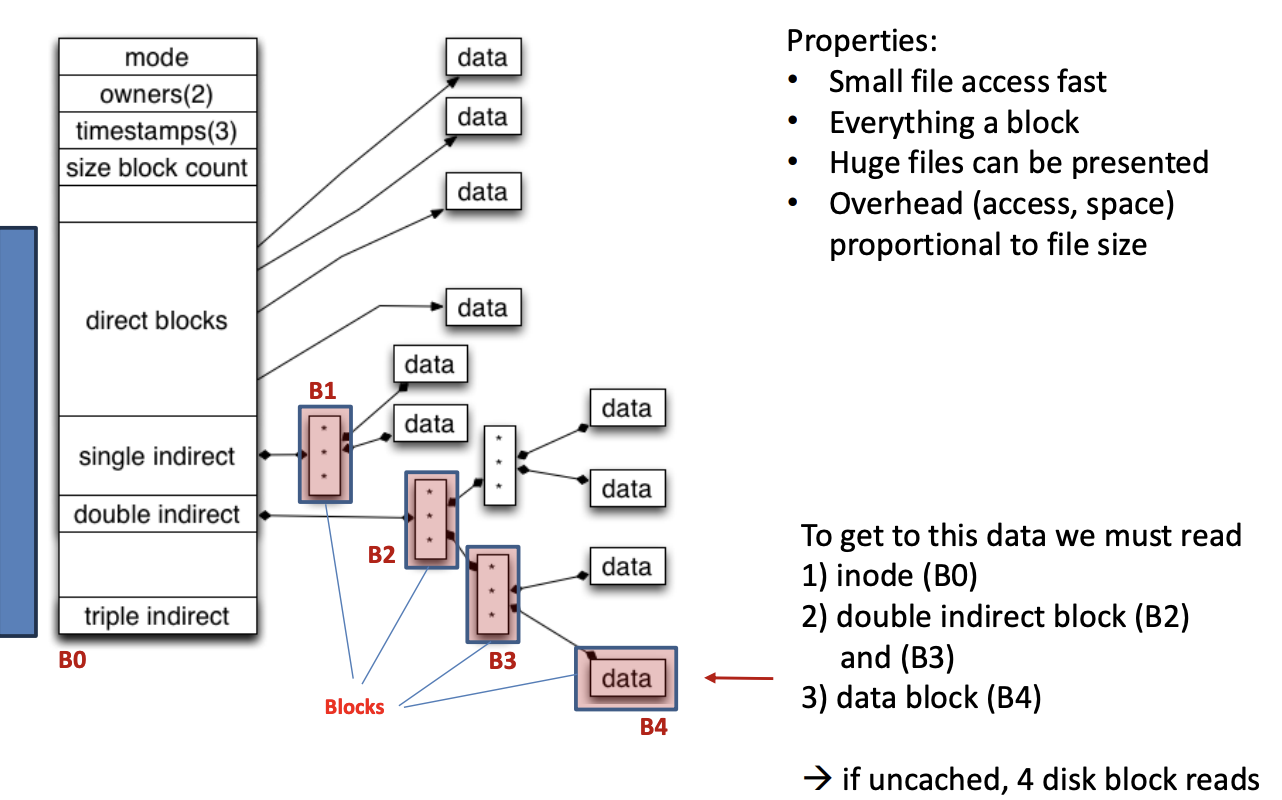 mode
owners(2)
timestamps(3)
size block count
direct blocks
single indirect
double indirect
triple indirect
B0
data
data
data
data
data
data
B1
* 
*
*
B2
*
*
*
*
*
*
B3
*
*
*
data
data
data
data
B4
Blocks
Properties:
• Small file access fast
• Everything a block
• Huge files can be presented
• Overhead (access, space)
proportional to file size
To get to this data we must read
1) inode (B0)
2) double indirect block (B2)
and (B3)
3) data block (B4)
→ if uncached, 4 disk block reads